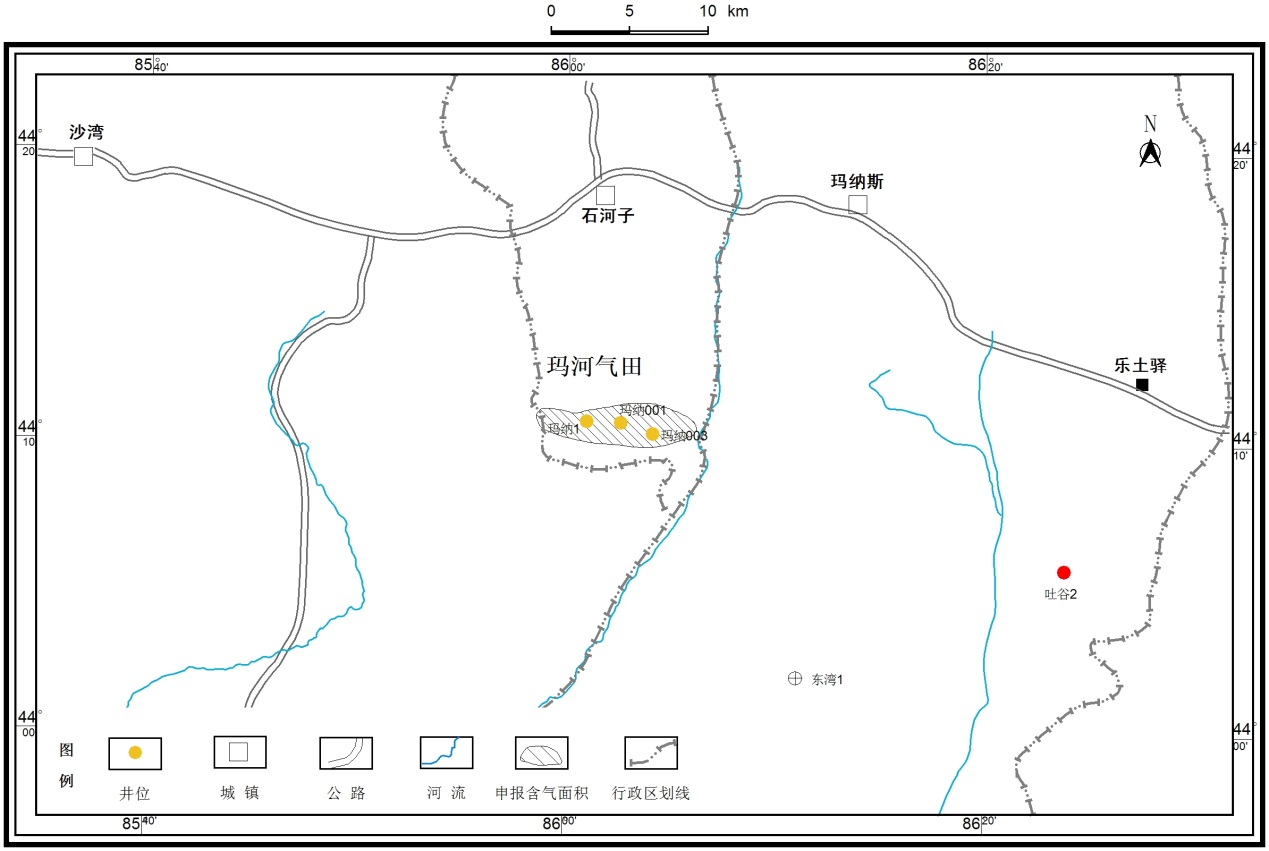 0 5 10 km
85°40′ 86°00′ 86°20′
44°20′
44°20′
N
沙湾
石河子
玛纳斯
玛河气田
乐土驿
玛纳001
玛纳1
玛纳003
44°10′
44°10′
吐谷2
东湾1
44°00′
44°00′
图例
井位
城镇
公路
河流
申报含气面积
行政区划线
85°40′ 86°00′ 86°20′